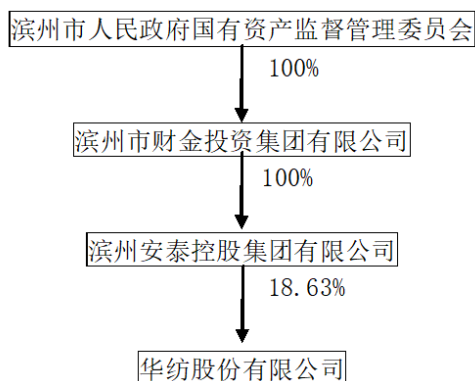 滨州市人民政府国有资产监督管理委员会
100%
滨州市财金投资集团有限公司
100%
滨州安泰控股集团有限公司
18.63%
华纺股份有限公司